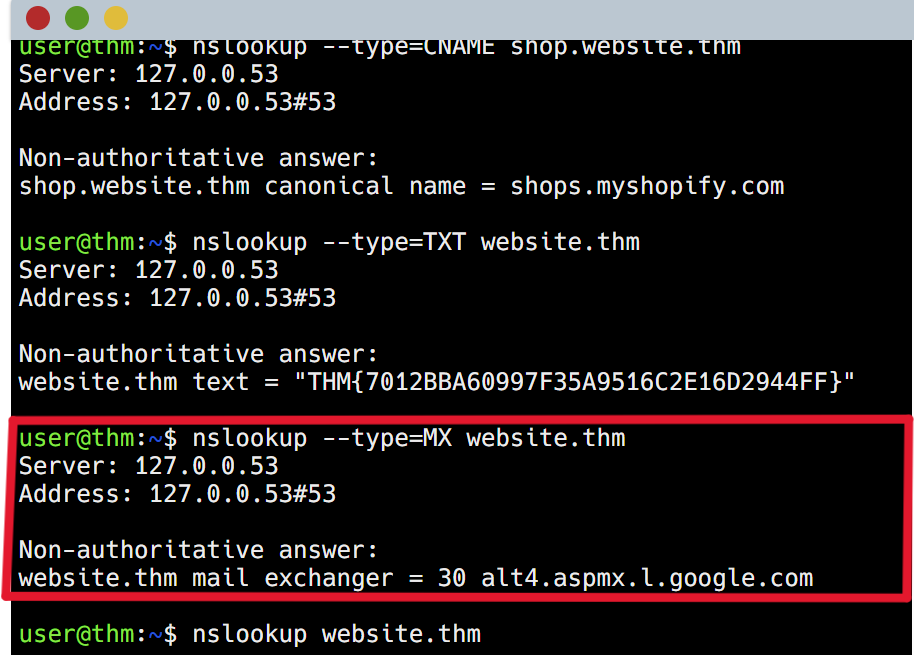 user@thm:~$ nslookup --type=CNAME shop.website.thm
Server: 127.0.0.53
Address: 127.0.0.53#53
Non-authoritative answer:
shop.website.thm canonical name = shops.myshopify.com
user@thm:~$ nslookup --type=TXT website.thm
Server: 127.0.0.53
Address: 127.0.0.53#53
Non-authoritative answer:
website.thm text = "THM{7012BBA60997F35A9516C2E16D2944FF}"
user@thm:~$ nslookup --type=MX website.thm
Server: 127.0.0.53
Address: 127.0.0.53#53
Non-authoritative answer:
website.thm mail exchanger = 30 alt4.aspmx.l.google.com
user@thm:~$ nslookup website.thm